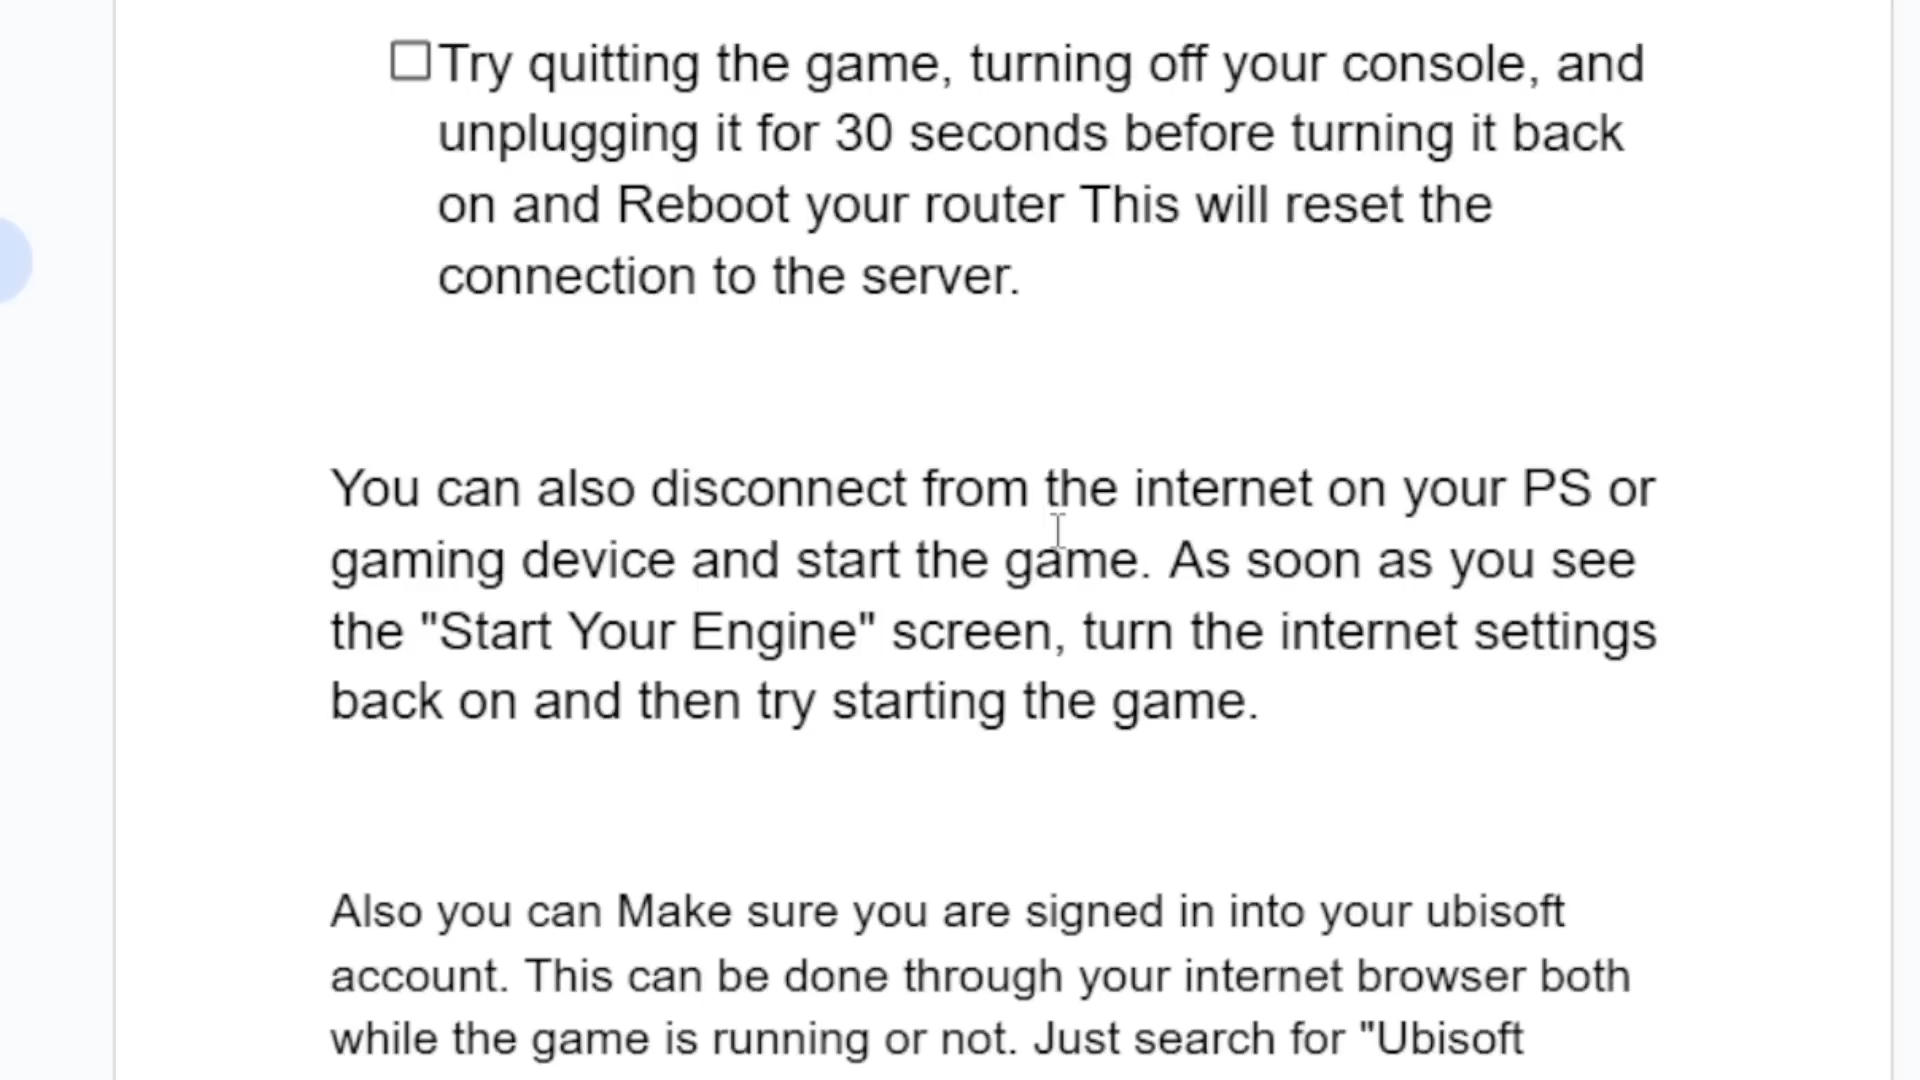 Try quitting the game, turning off your console, and
unplugging it for 30 seconds before turning it back
on and Reboot your router This will reset the
connection to the server.
You can also disconnect from the internet on your PS or
gaming device and start the game. As soon as you see
the "Start Your Engine" screen, turn the internet settings
back on and then try starting the game.
Also you can Make sure you are signed in into your ubisoft
account. This can be done through your internet browser both
while the game is running or not. Just search for "Ubisoft